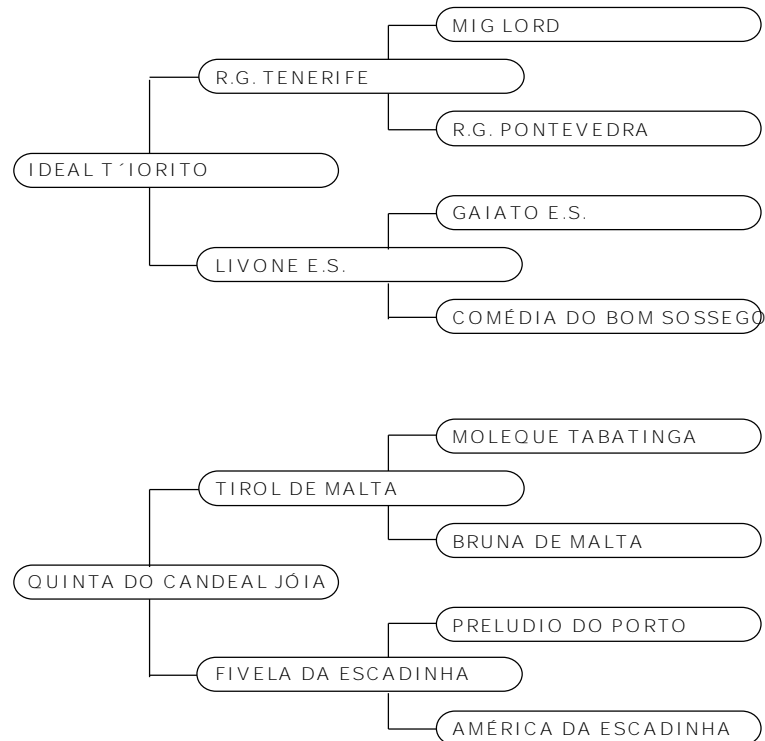 MIG LORD
R.G. TENERIFE
R.G. PONTEVEDRA
IDEAL T´IORITO
GAIATO E.S.
LIVONE E.S.
COMÉDIA DO BOM SOSSEGO
MOLEQUE TABATINGA
TIROL DE MALTA
BRUNA DE MALTA
QUINTA DO CANDEAL JÓIA
PRELUDIO DO PORTO
FIVELA DA ESCADINHA
AMÉRICA DA ESCADINHA